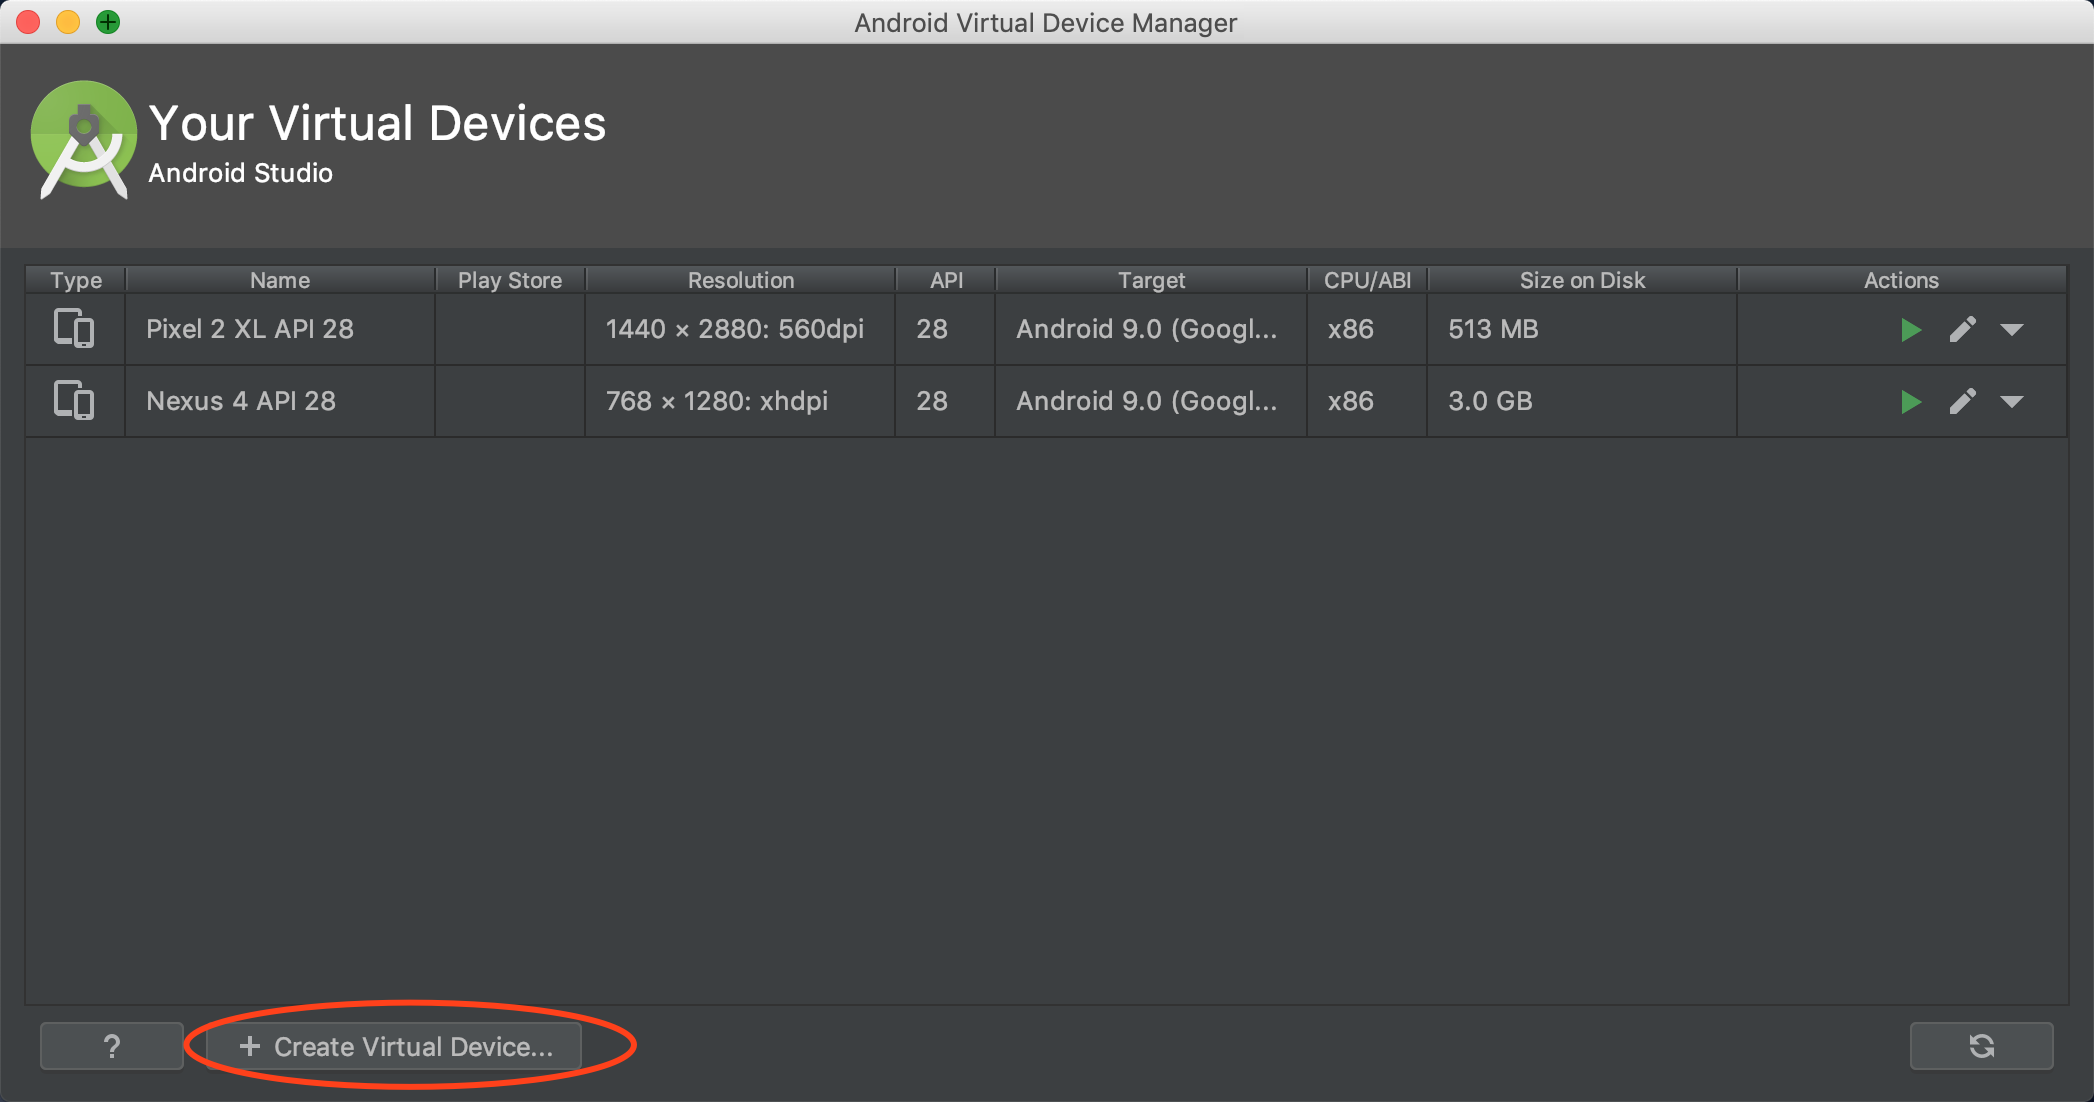 Android Virtual Device Manager
Your Virtual Devices
Android Studio
Type Name Play Store Resolution API Target CPU/ABI Size on Disk Actions
Pixel 2 XL API 28 1440 × 2880: 560dpi 28 Android 9.0 (Googl... x86 513 MB
Nexus 4 API 28 768 × 1280: xhdpi 28 Android 9.0 (Googl... x86 3.0 GB
? + Create Virtual Device...